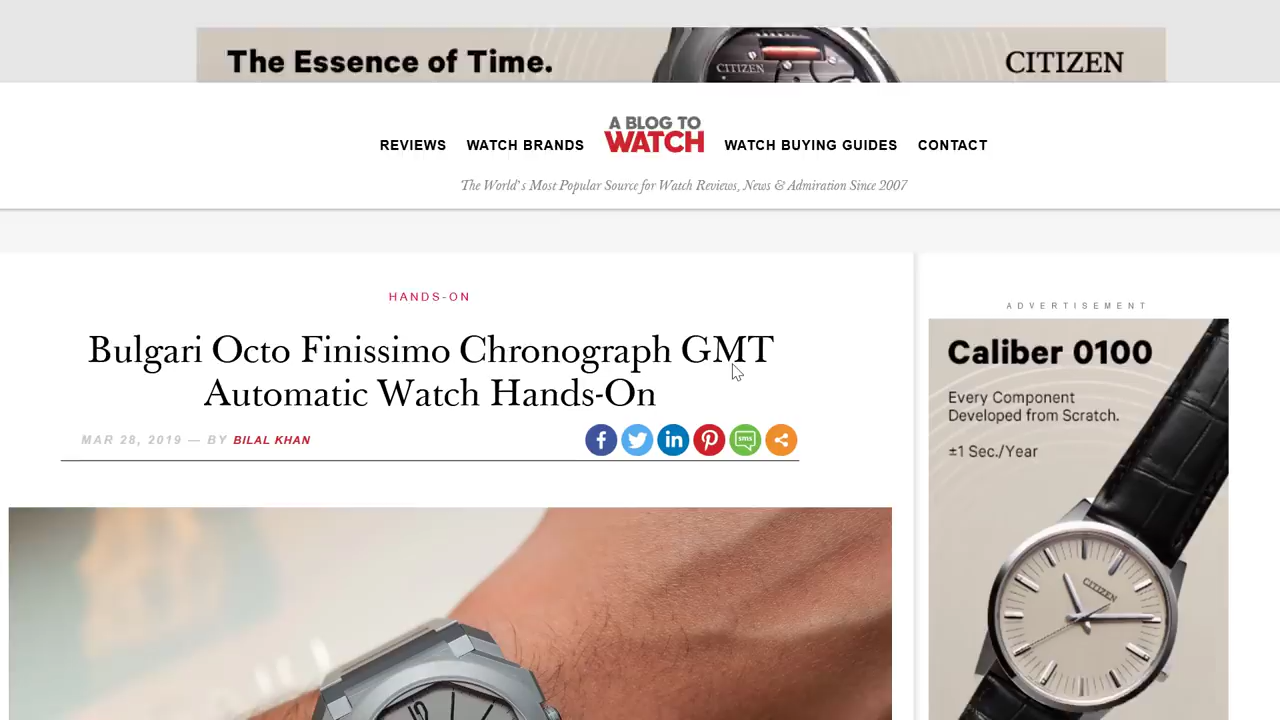 The Essence of Time.
CITIZEN
CITIZEN
REVIEWS
WATCH BRANDS
A BLOG TO
WATCH
WATCH BUYING GUIDES
CONTACT
The World's Most Popular Source for Watch Reviews, News & Admiration Since 2007
HANDS-ON
Bulgari Octo Finissimo Chronograph GMT
Automatic Watch Hands-On
MAR 28, 2019 — BY BILAL KHAN
sms
ADVERTISEMENT
Caliber 0100
Every Component
Developed from Scratch.
±1 Sec./Year
CITIZEN
12